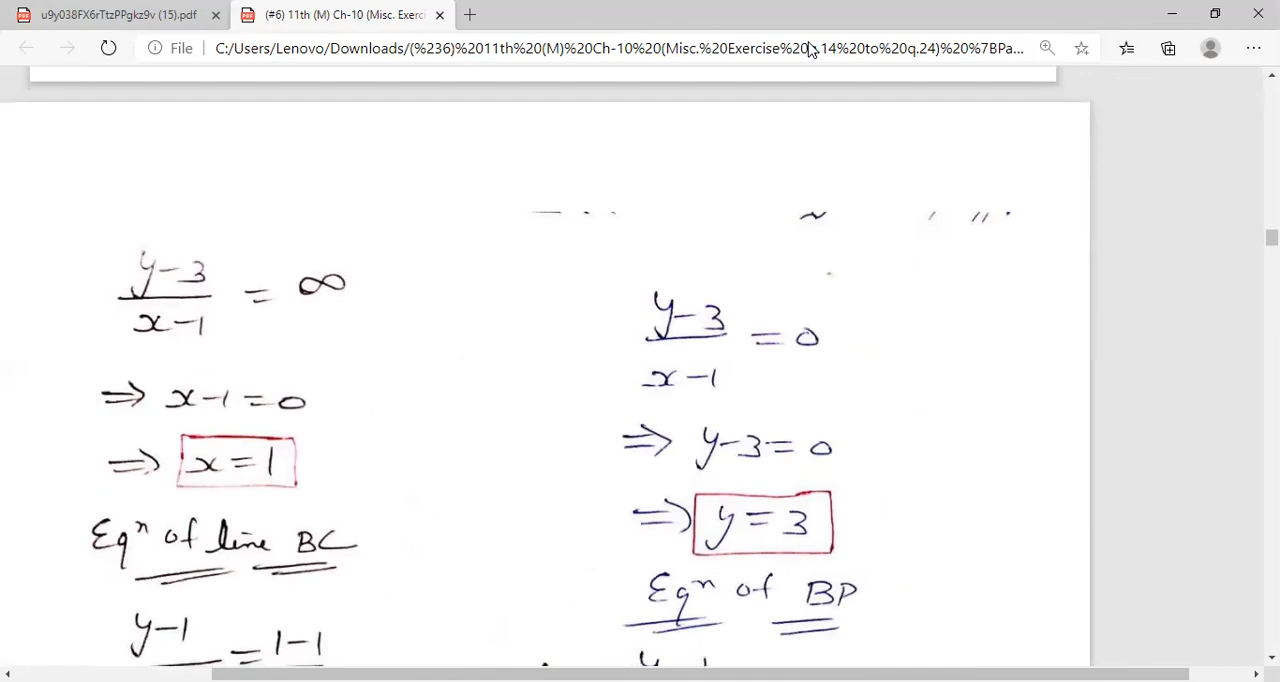 u9y038FX6rTtzPPgkz9v (15).pdf
(#6) 11th (M) Ch-10 (Misc. Exerc
File
C:/Users/Lenovo/Downloads/(%236)%2011th%20(M)%20Ch-10%20(Misc.%20Exercise%20 .14%20to%20q.24)%20%7BPa...
y-3
x-1
= ∞
⇒ x-1=0
⇒ x=1
Eqⁿ of line BC
y-1
= 1-1
y-3
x-1
= 0
⇒ y-3=0
⇒ y=3
Eqⁿ of BP